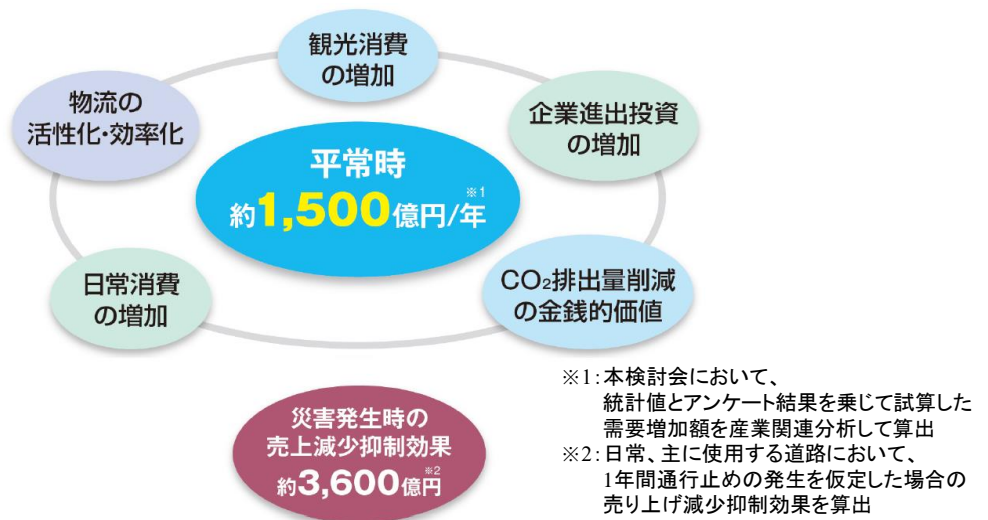 観光消費
の増加
物流の
活性化・効率化
企業進出投資
の増加
平常時
約1,500億円/年※1
日常消費
の増加
CO₂排出量削減
の金銭的価値
災害発生時の
売上減少抑制効果
約3,600億円※2
※1:本検討会において、
統計値とアンケート結果を乗じて試算した
需要増加額を産業関連分析して算出
※2:日常、主に使用する道路において、
1年間通行止めの発生を仮定した場合の
売り上げ減少抑制効果を算出